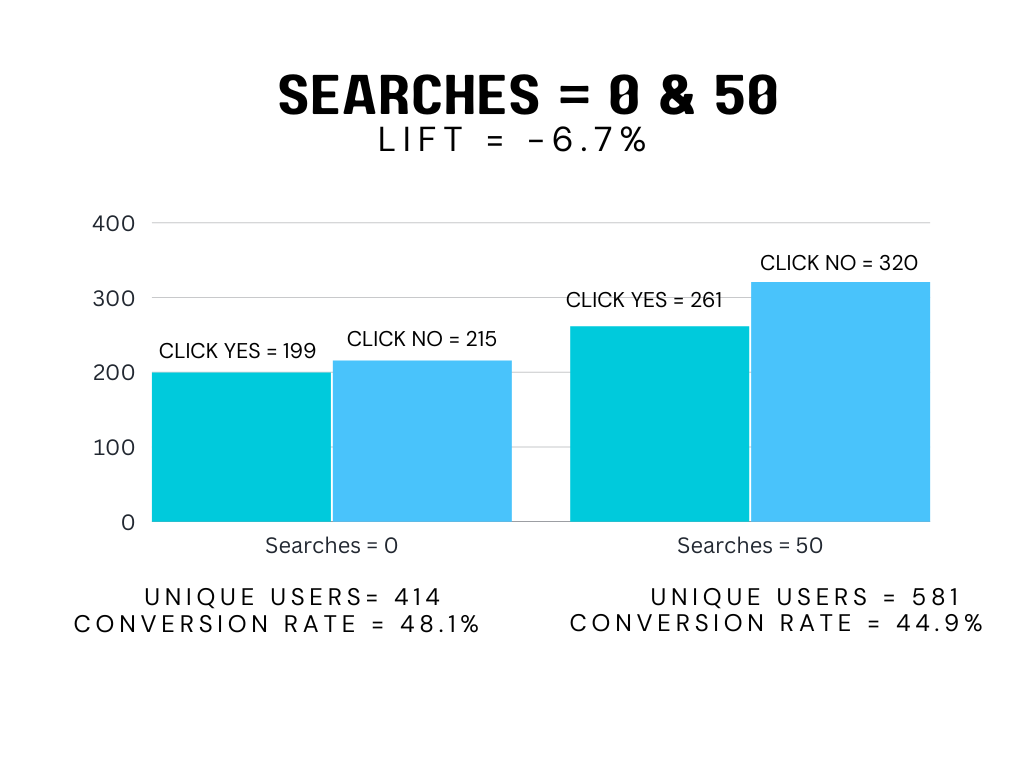 SEARCHES = 0 & 50
LIFT = -6.7%
400
300
200
100
0
CLICK YES = 199
CLICK NO = 215
CLICK YES = 261
CLICK NO = 320
Searches = 0
Searches = 50
UNIQUE USERS= 414
CONVERSION RATE = 48.1%
UNIQUE USERS = 581
CONVERSION RATE = 44.9%